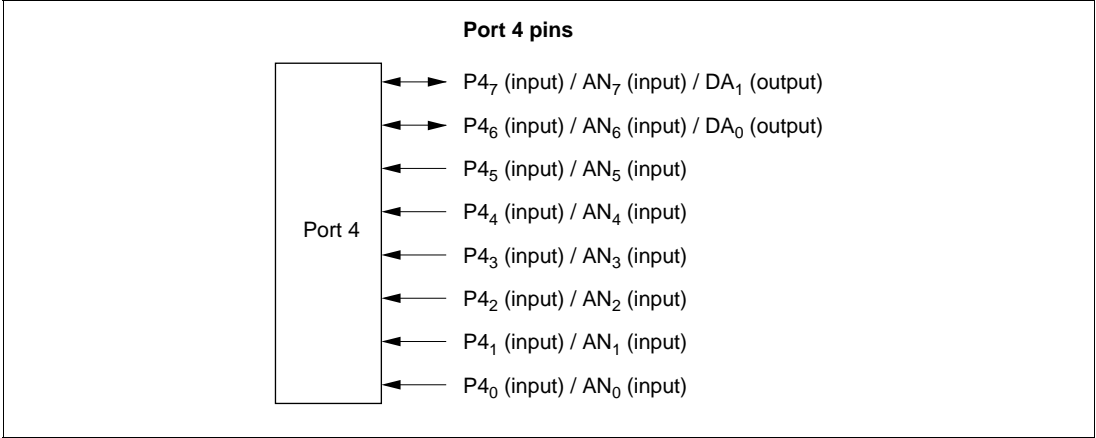 Port 4 pins
P4₇ (input) / AN₇ (input) / DA₁ (output)
P4₆ (input) / AN₆ (input) / DA₀ (output)
P4₅ (input) / AN₅ (input)
P4₄ (input) / AN₄ (input)
Port 4
P4₃ (input) / AN₃ (input)
P4₂ (input) / AN₂ (input)
P4₁ (input) / AN₁ (input)
P4₀ (input) / AN₀ (input)